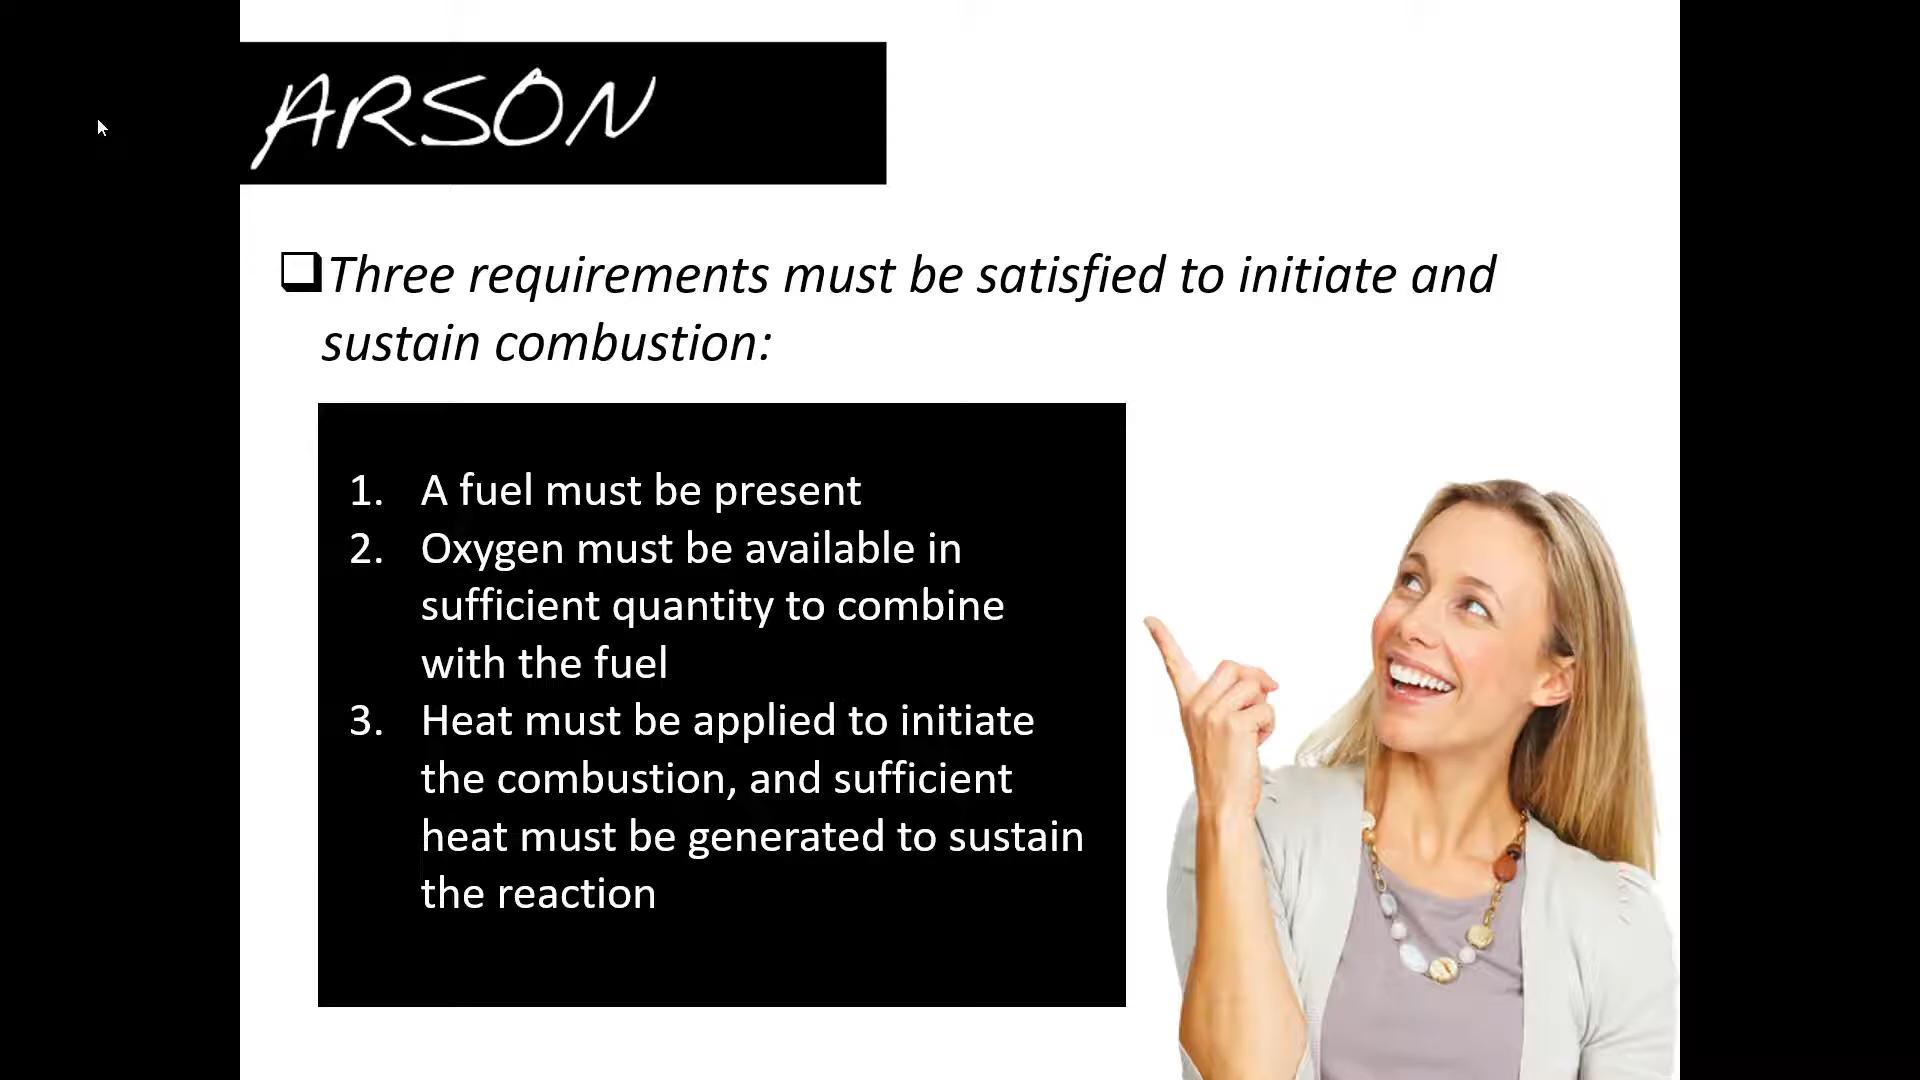 ARSON
Three requirements must be satisfied to initiate and
sustain combustion:
1. A fuel must be present
2. Oxygen must be available in
sufficient quantity to combine
with the fuel
3. Heat must be applied to initiate
the combustion, and sufficient
heat must be generated to sustain
the reaction